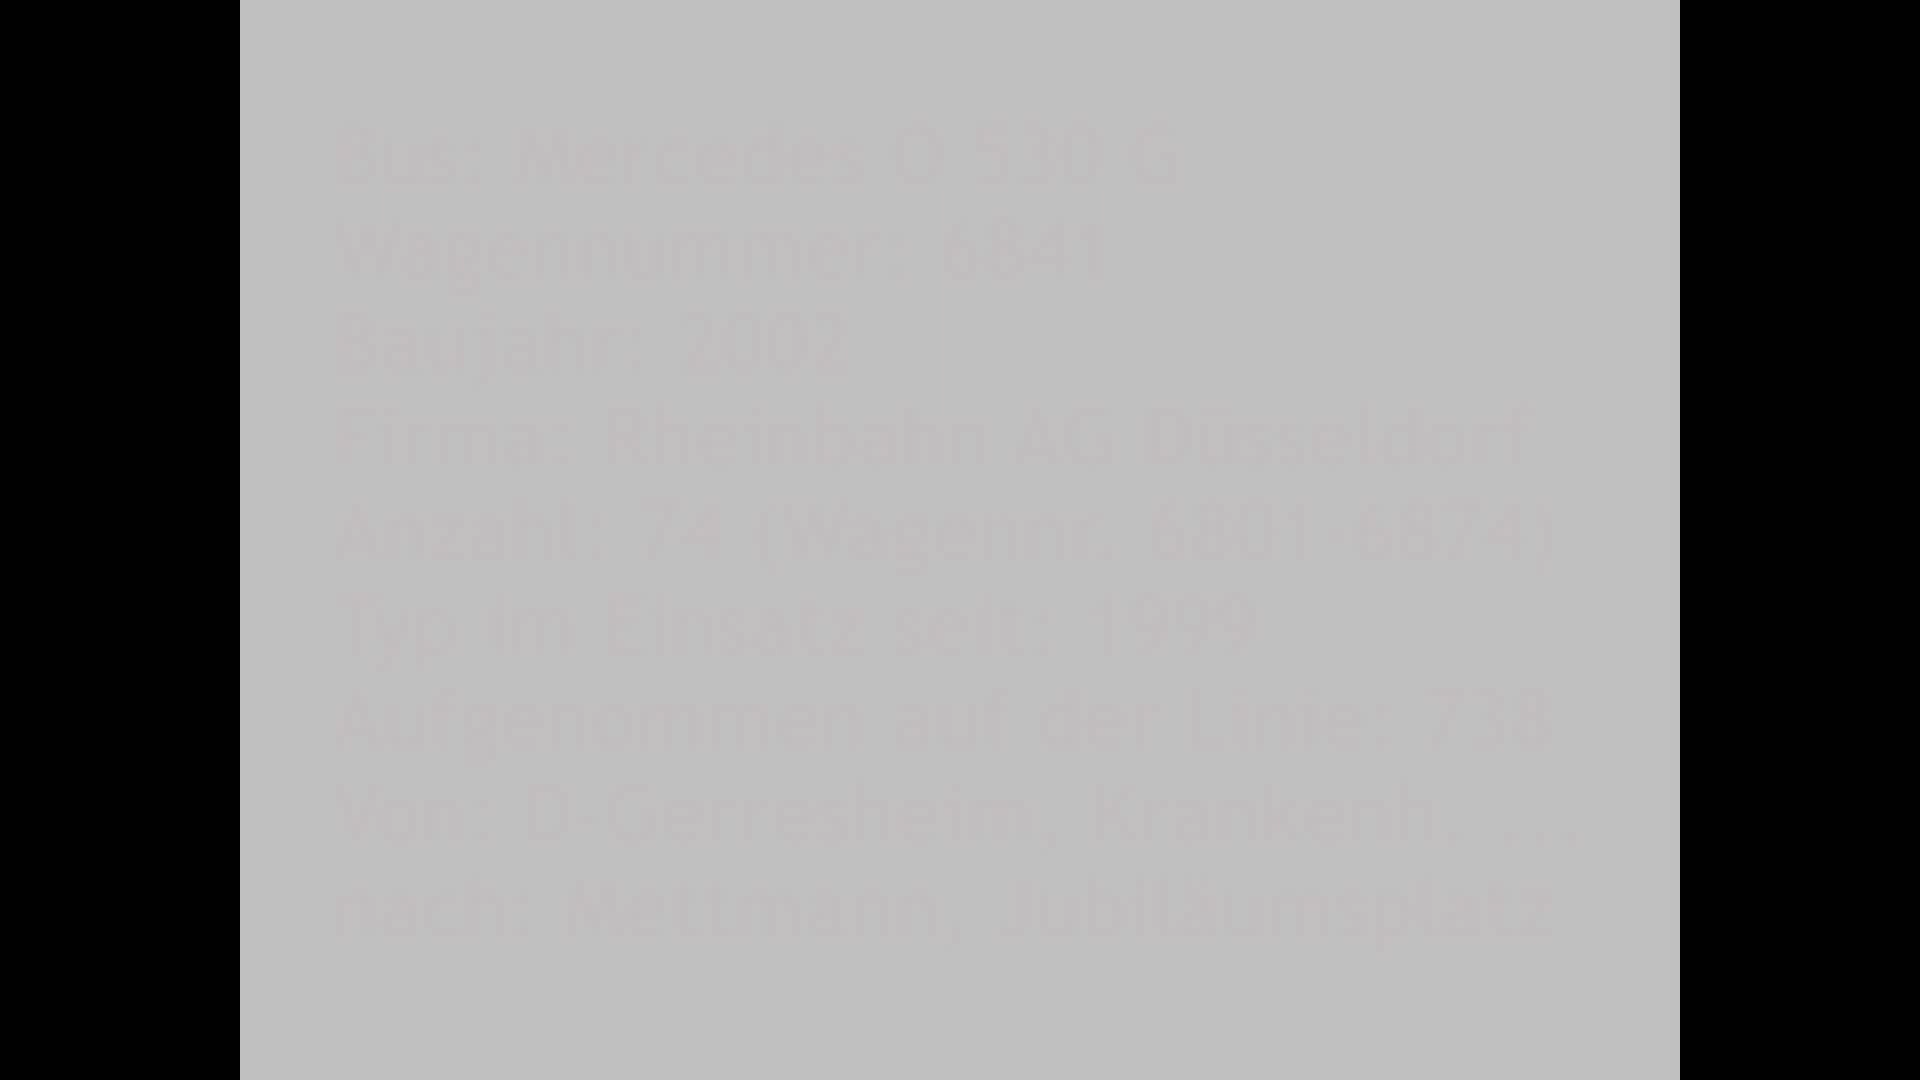 Bus: Mercedes O 530 G
Wagennummer: 6841
Baujahr: 2002
Firma: Rheinbahn AG Düsseldorf
Anzahl: 74 (Wagennr. 6801-6874)
Typ im Einsatz seit: 1999
Aufgenommen auf der Linie: 738
Von: D-Gerresheim, Krankenh. ...
nach: Mettmann, Jubiläumsplatz